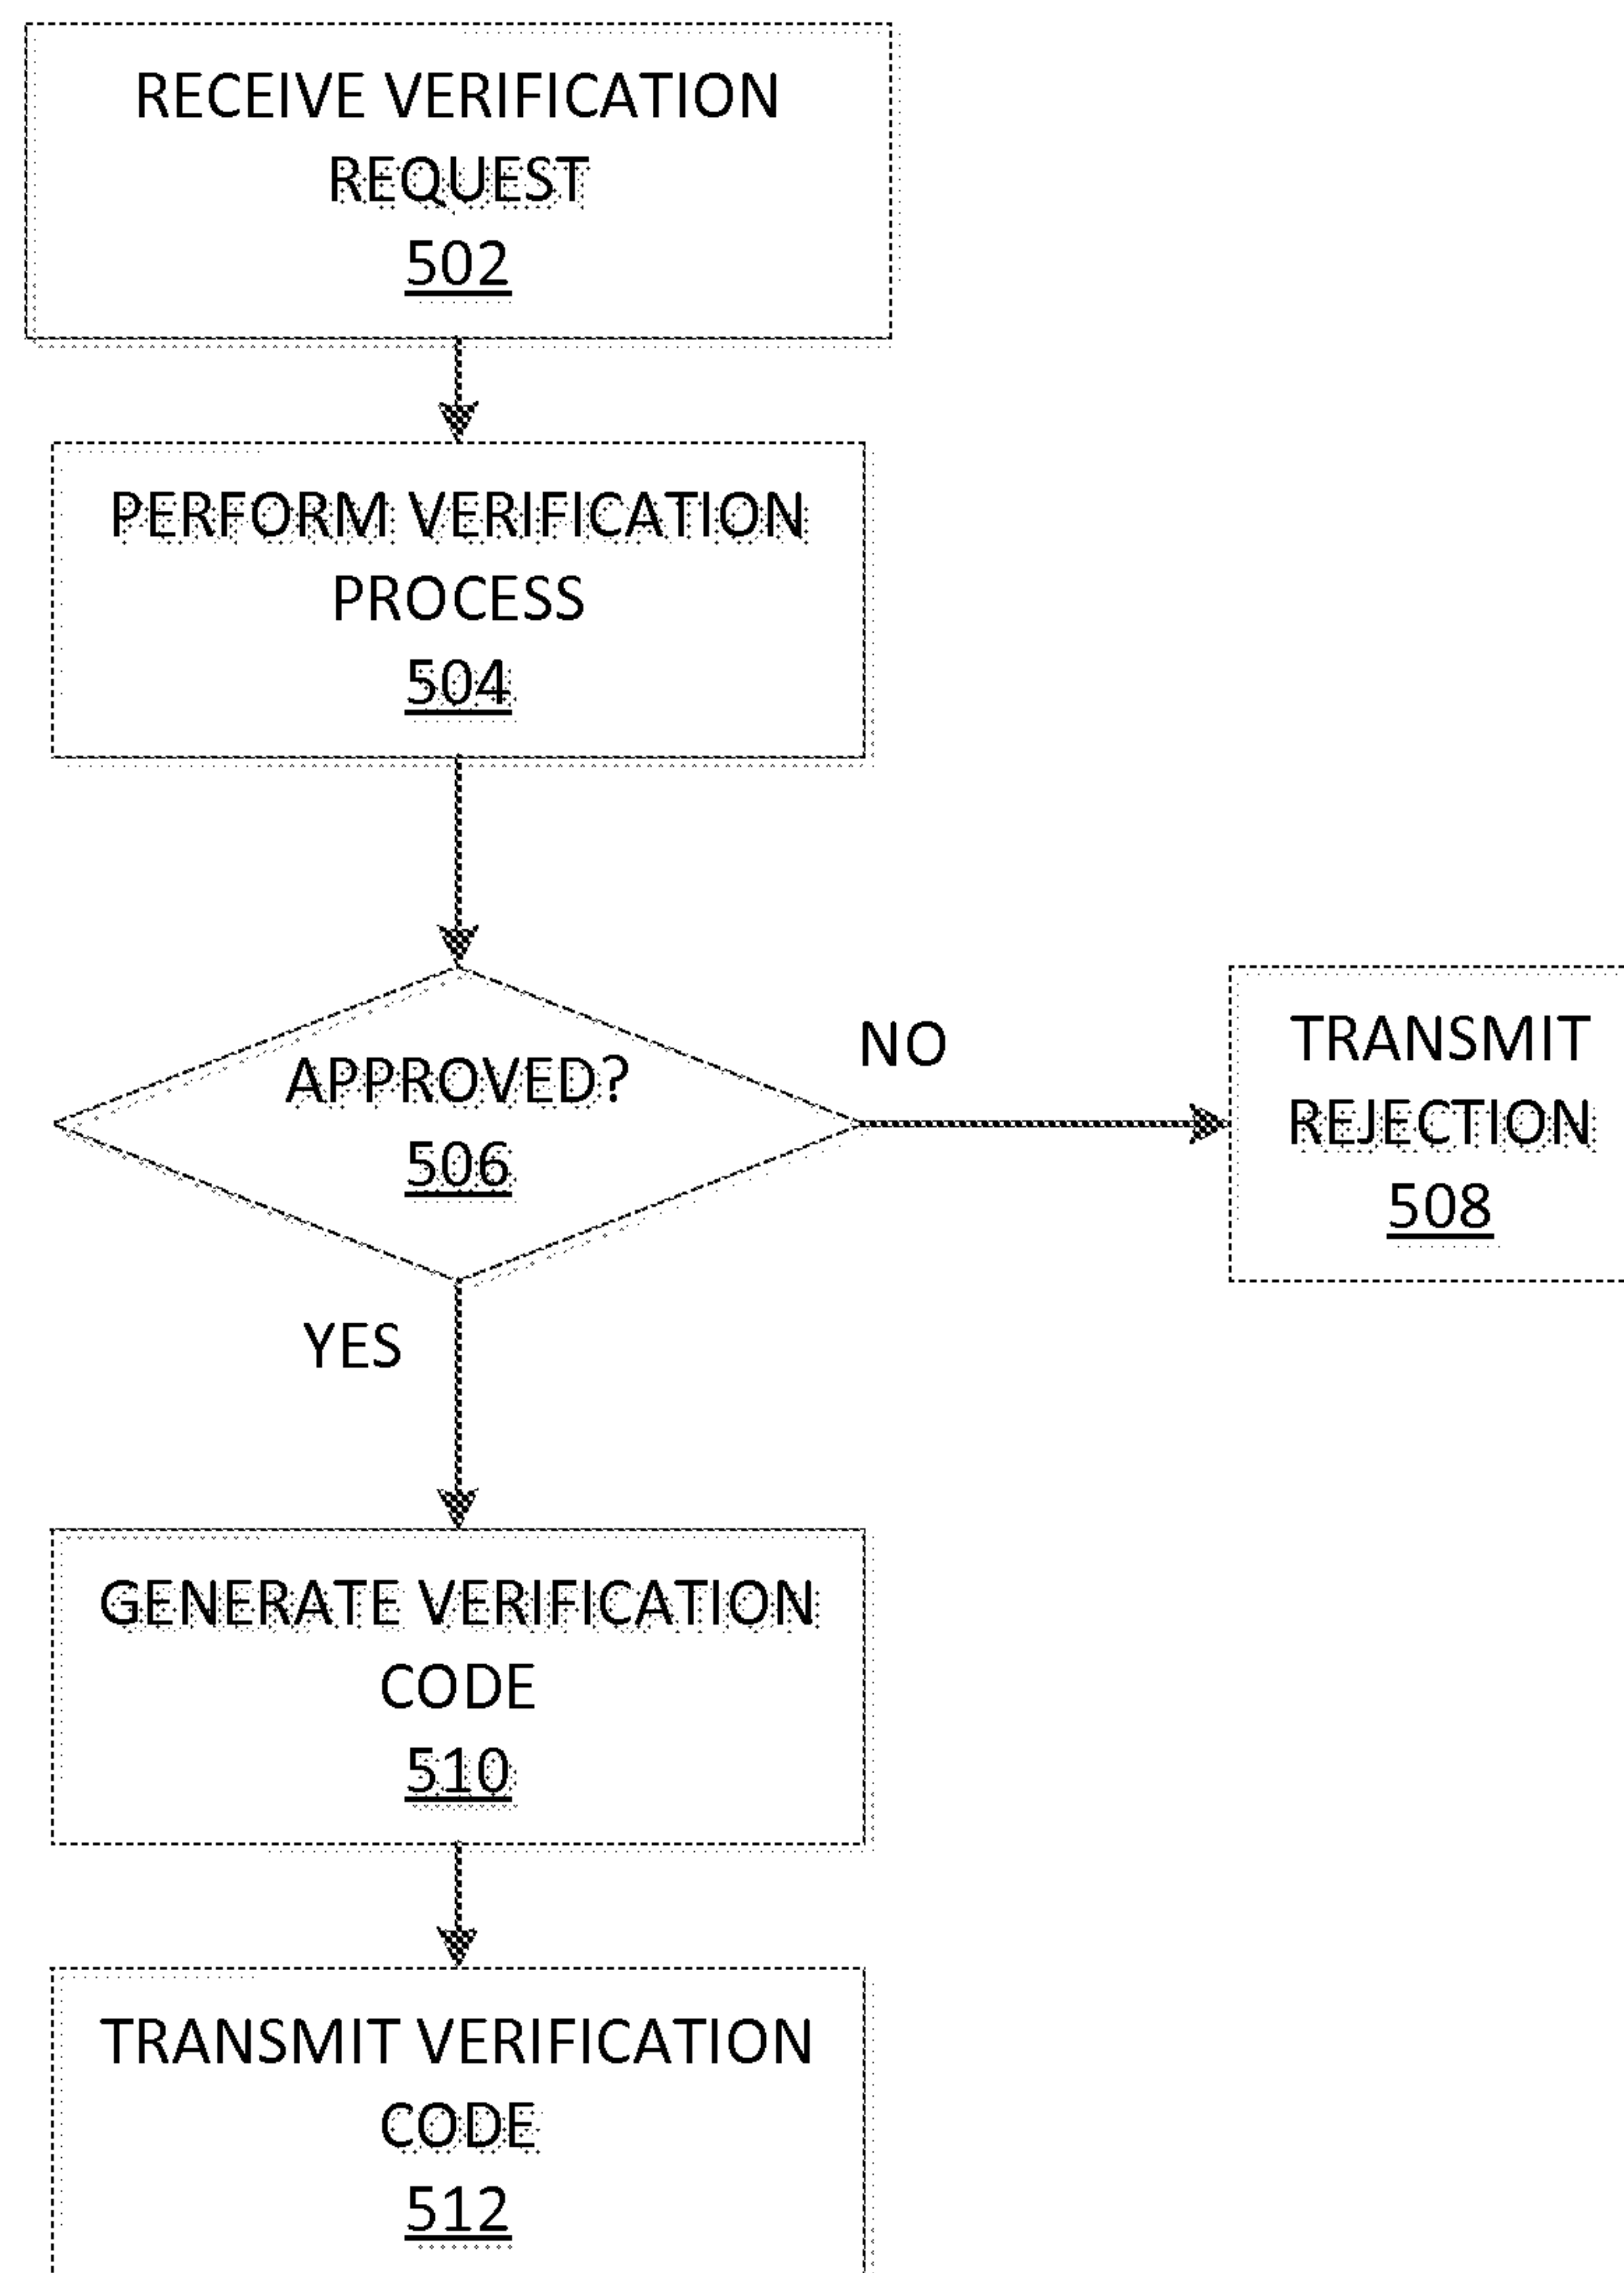 RECEIVE VERIFICATION
REQUEST
502
PERFORM VERIFICATION
PROCESS
504
APPROVED?
506
NO
TRANSMIT
REJECTION
508
YES
GENERATE VERIFICATION
CODE
510
TRANSMIT VERIFICATION
CODE
512